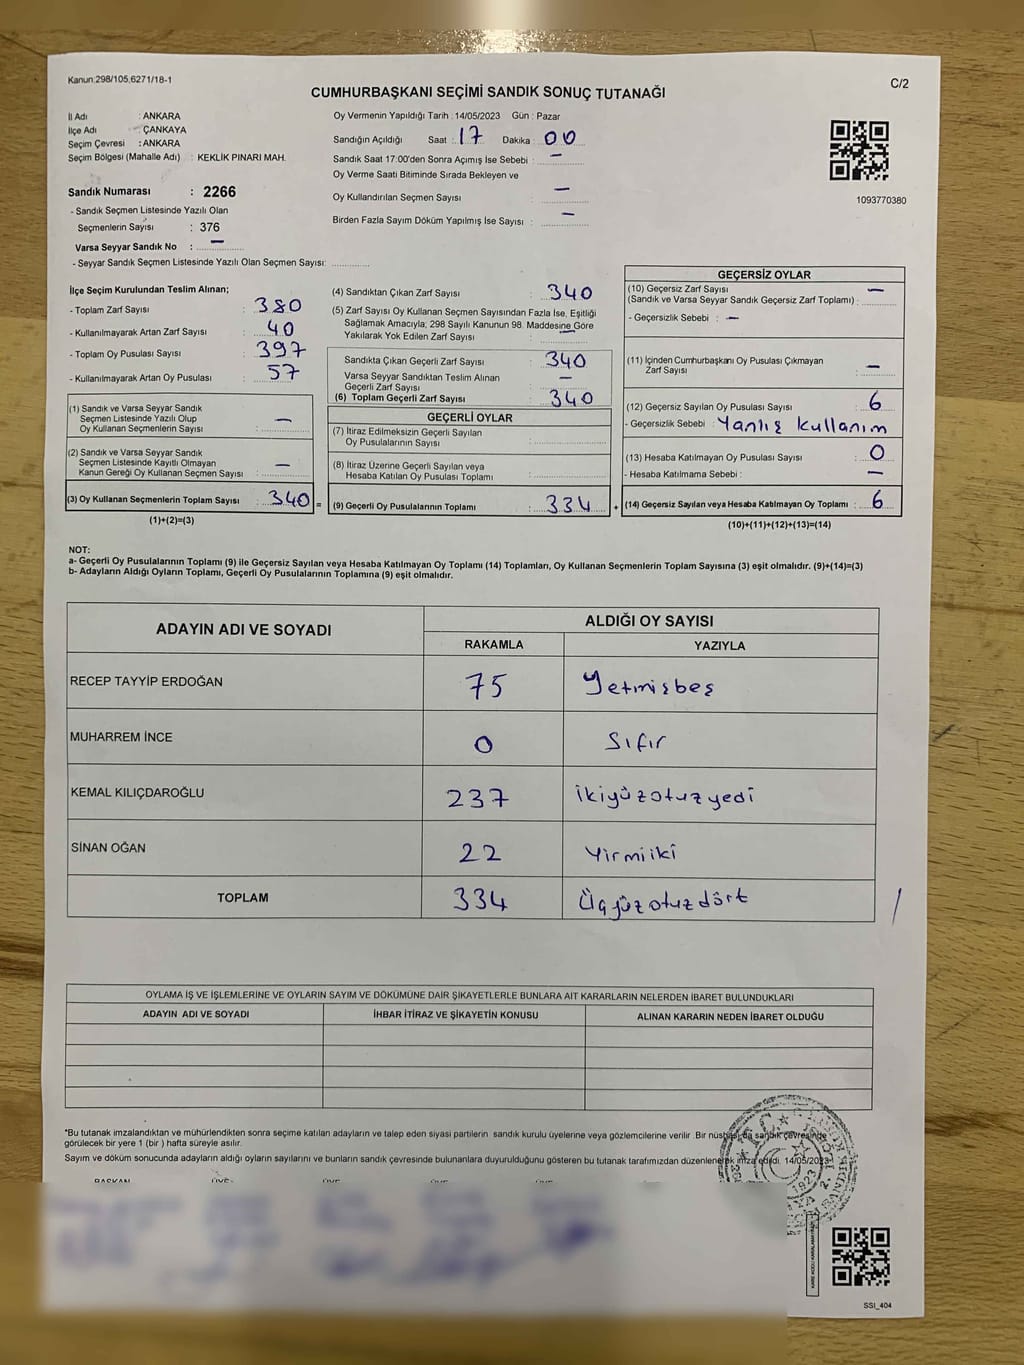 Kanun:298/105,6271/18-1
C/2
CUMHURBAŞKANI SEÇİMİ SANDIK SONUÇ TUTANAĞI
İl Adı : ANKARA
İlçe Adı : ÇANKAYA
Seçim Çevresi : ANKARA
Seçim Bölgesi (Mahalle Adı) : KEKLİK PINARI MAH.
Sandık Numarası : 2266
- Sandık Seçmen Listesinde Yazılı Olan
Seçmenlerin Sayısı : 376
Varsa Seyyar Sandık No : —
- Seyyar Sandık Seçmen Listesinde Yazılı Olan Seçmen Sayısı:
Oy Vermenin Yapıldığı Tarih : 14/05/2023 Gün : Pazar
Sandığın Açıldığı Saat : 17 Dakika : 00
Sandık Saat 17:00'den Sonra Açımış İse Sebebi : —
Oy Verme Saati Bitiminde Sırada Bekleyen ve
Oy Kullandırılan Seçmen Sayısı : —
Birden Fazla Sayım Döküm Yapılmış İse Sayısı : —
1093770380
İlçe Seçim Kurulundan Teslim Alınan;
- Toplam Zarf Sayısı : 380
- Kullanılmayarak Artan Zarf Sayısı : 40
- Toplam Oy Pusulası Sayısı : 397
- Kullanılmayarak Artan Oy Pusulası : 57
(1) Sandık ve Varsa Seyyar Sandık
Seçmen Listesinde Yazılı Olup
Oy Kullanan Seçmenlerin Sayısı : —
(2) Sandık ve Varsa Seyyar Sandık
Seçmen Listesinde Kayıtlı Olmayan
Kanun Gereği Oy Kullanan Seçmen Sayısı : —
(3) Oy Kullanan Seçmenlerin Toplam Sayısı : 340 =
(1)+(2)=(3)
(4) Sandıktan Çıkan Zarf Sayısı : 340
(5) Zarf Sayısı Oy Kullanan Seçmen Sayısından Fazla İse, Eşitliği
Sağlamak Amacıyla, 298 Sayılı Kanunun 98. Maddesine Göre
Yakılarak Yok Edilen Zarf Sayısı : —
Sandıkta Çıkan Geçerli Zarf Sayısı : 340
Varsa Seyyar Sandıktan Teslim Alınan
Geçerli Zarf Sayısı : —
(6) Toplam Geçerli Zarf Sayısı : 340
GEÇERLİ OYLAR
(7) İtiraz Edilmeksizin Geçerli Sayılan
Oy Pusulalarının Sayısı :
(8) İtiraz Üzerine Geçerli Sayılan veya
Hesaba Katılan Oy Pusulası Toplamı :
(9) Geçerli Oy Pusulalarının Toplamı : 334 +
GEÇERSİZ OYLAR
(10) Geçersiz Zarf Sayısı —
(Sandık ve Varsa Seyyar Sandık Geçersiz Zarf Toplamı) :
- Geçersizlik Sebebi : —
(11) İçinden Cumhurbaşkanı Oy Pusulası Çıkmayan
Zarf Sayısı : —
(12) Geçersiz Sayılan Oy Pusulası Sayısı : 6
- Geçersizlik Sebebi : Yanlış kullanım
(13) Hesaba Katılmayan Oy Pusulası Sayısı : 0
- Hesaba Katılmama Sebebi : —
(14) Geçersiz Sayılan veya Hesaba Katılmayan Oy Toplamı : 6
(10)+(11)+(12)+(13)=(14)
NOT:
a- Geçerli Oy Pusulalarının Toplamı (9) ile Geçersiz Sayılan veya Hesaba Katılmayan Oy Toplamı (14) Toplamları, Oy Kullanan Seçmenlerin Toplam Sayısına (3) eşit olmalıdır. (9)+(14)=(3)
b- Adayların Aldığı Oyların Toplamı, Geçerli Oy Pusulalarının Toplamına (9) eşit olmalıdır.
ADAYIN ADI VE SOYADI
ALDIĞI OY SAYISI
RAKAMLA YAZIYLA
RECEP TAYYİP ERDOĞAN 75 Yetmişbeş
MUHARREM İNCE 0 Sıfır
KEMAL KILIÇDAROĞLU 237 ikiyüzotuzyedi
SİNAN OĞAN 22 Yirmiiki
TOPLAM 334 Üçyüzotuzdört
OYLAMA İŞ VE İŞLEMLERİNE VE OYLARIN SAYIM VE DÖKÜMÜNE DAİR ŞİKAYETLERLE BUNLARA AİT KARARLARIN NELERDEN İBARET BULUNDUKLARI
ADAYIN ADI VE SOYADI İHBAR İTİRAZ VE ŞİKAYETİN KONUSU ALINAN KARARIN NEDEN İBARET OLDUĞU
*Bu tutanak imzalandıktan ve mühürlendikten sonra seçime katılan adayların ve talep eden siyasi partilerin sandık kurulu üyelerine veya gözlemcilerine verilir. Bir nüshası da sandık çevresinde
görülecek bir yere 1 (bir ) hafta süreyle asılır.
Sayım ve döküm sonucunda adayların aldığı oyların sayılarını ve bunların sandık çevresinde bulunanlara duyurulduğunu gösteren bu tutanak tarafımızdan düzenlenerek imza edildi. 14/05/2023
BAŞKAN ÜYE ÜYE ÜYE ÜYE
T.C.
1923
SSİ_404